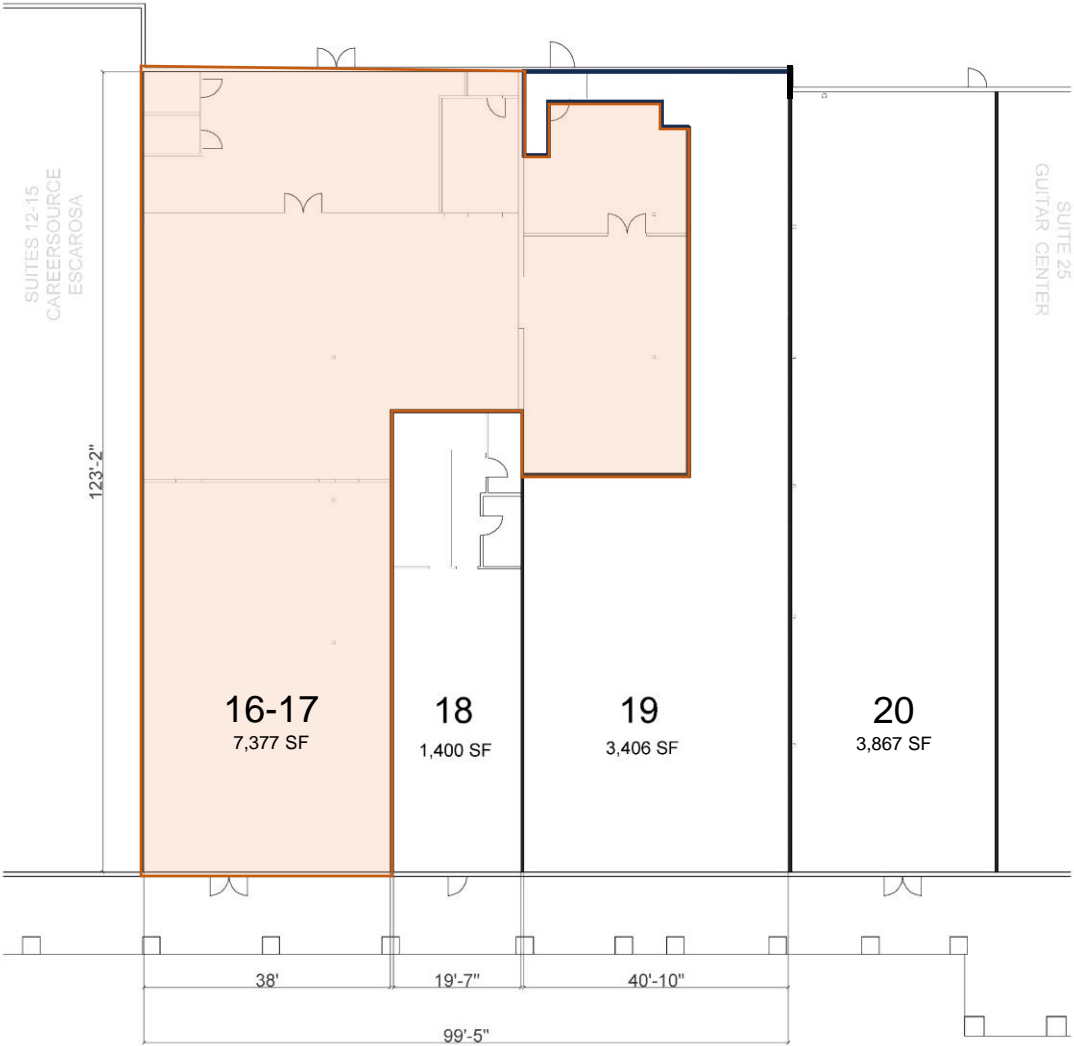 SUITES 12-15
CAREERSOURCE
ESCAROSA
SUITE 25
GUITAR CENTER
123'-2"
16-17
7,377 SF
18
1,400 SF
19
3,406 SF
20
3,867 SF
38'
19'-7"
40'-10"
99'-5"